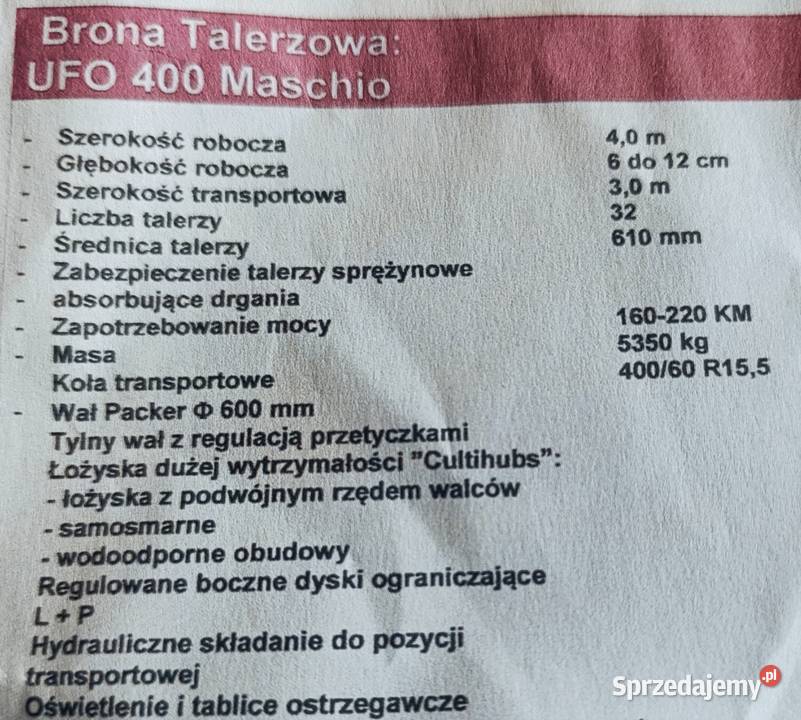 Brona Talerzowa:
UFO 400 Maschio
- Szerokość robocza 4,0 m
- Głębokość robocza 6 do 12 cm
- Szerokość transportowa 3,0 m
- Liczba talerzy 32
- Średnica talerzy 610 mm
- Zabezpieczenie talerzy sprężynowe
- absorbujące drgania
- Zapotrzebowanie mocy 160-220 KM
- Masa 5350 kg
Koła transportowe 400/60 R15,5
- Wał Packer Φ 600 mm
Tylny wał z regulacją przetyczkami
Łożyska dużej wytrzymałości "Cultihubs":
- łożyska z podwójnym rzędem walców
- samosmarne
- wodoodporne obudowy
Regulowane boczne dyski ograniczające
L + P
Hydrauliczne składanie do pozycji
transportowej
Oświetlenie i tablice ostrzegawcze
Sprzedajemy.pl